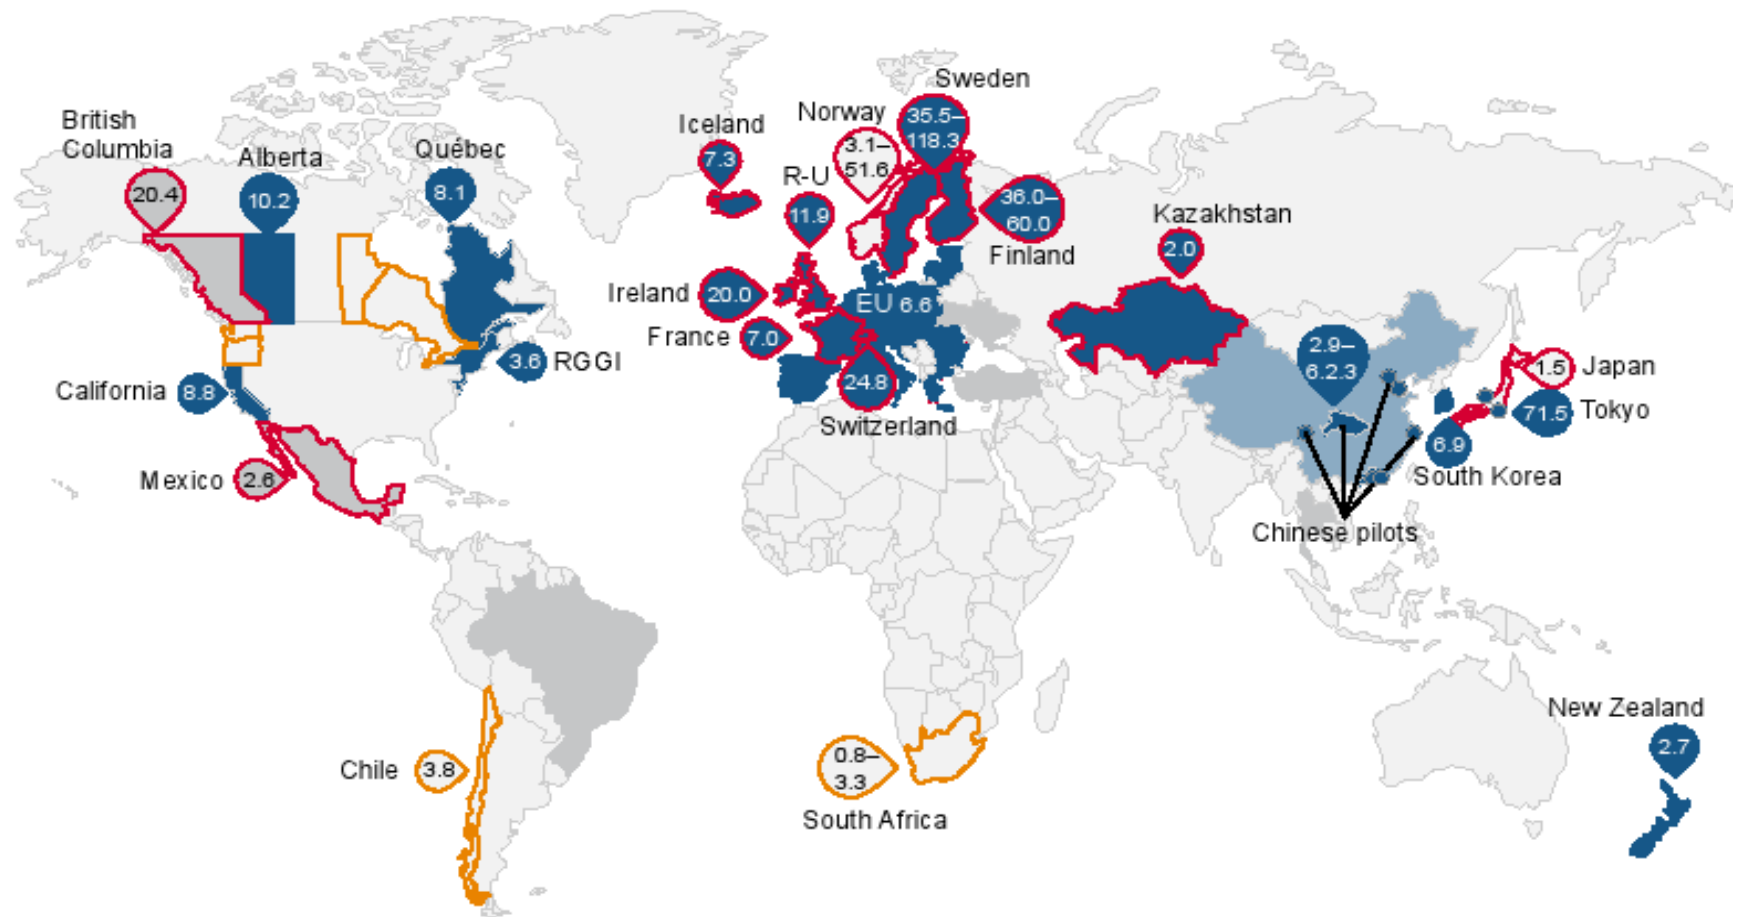 Sweden
35.5–
118.3
Norway
3.1–
51.6
Iceland
7.3
British
Columbia
20.4
Alberta
10.2
Québec
8.1
R-U
11.9
36.0–
60.0
Finland
Kazakhstan
2.0
Ireland
20.0
EU 6.6
France
7.0
24.8
Switzerland
2.9–
6.2.3
1.5
Japan
71.5
Tokyo
6.9
South Korea
3.6
RGGI
California
8.8
Mexico
2.6
Chinese pilots
Chile
3.8
0.8–
3.3
South Africa
New Zealand
2.7